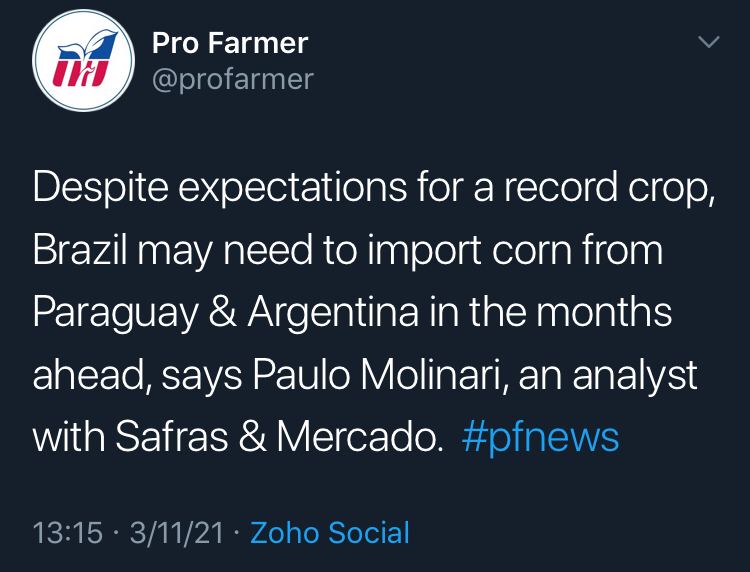 Pro Farmer
@profarmer
Despite expectations for a record crop,
Brazil may need to import corn from
Paraguay & Argentina in the months
ahead, says Paulo Molinari, an analyst
with Safras & Mercado. #pfnews
13:15 · 3/11/21 · Zoho Social